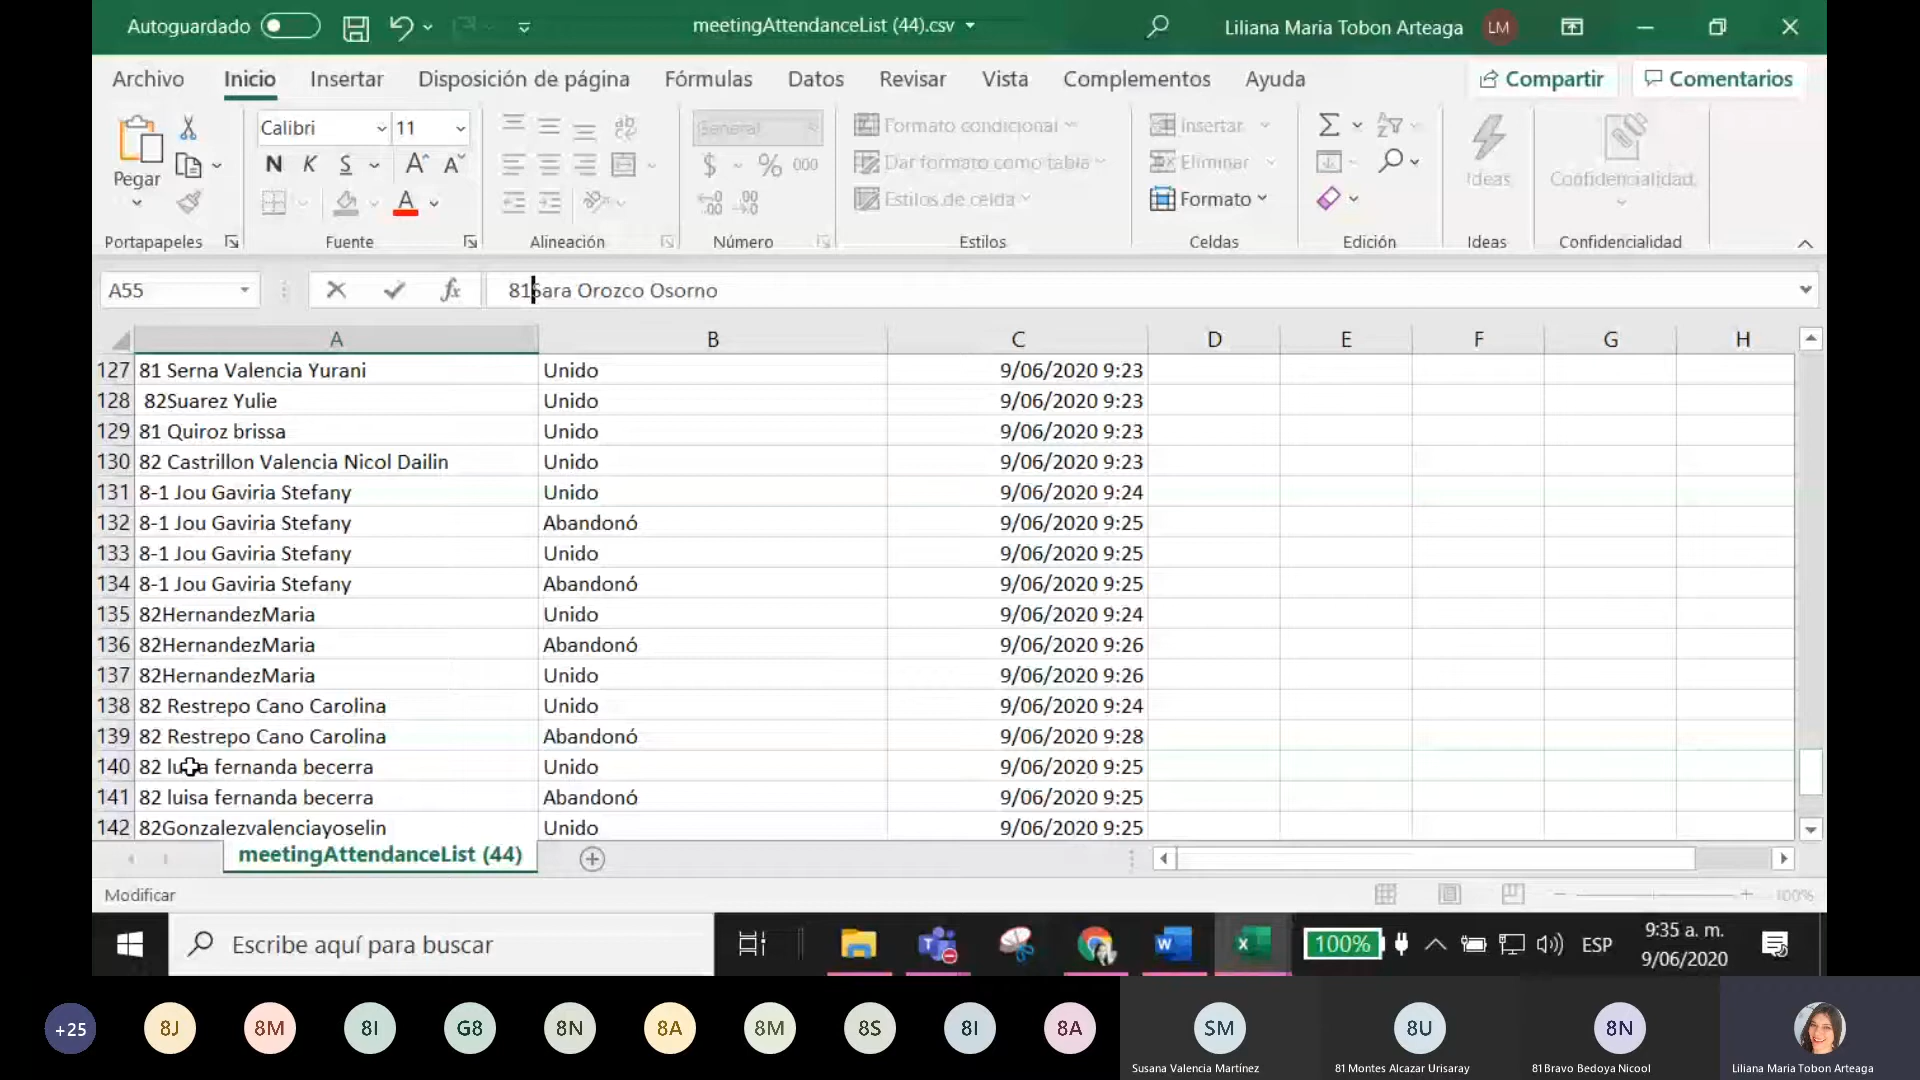 Autoguardado
meetingAttendanceList (44).csv
Liliana Maria Tobon Arteaga
LM
Archivo Inicio Insertar Disposición de página Fórmulas Datos Revisar Vista Complementos Ayuda Compartir Comentarios
Pegar
Calibri 11
N K S A A
ab
General
$ % 000
Formato condicional
Dar formato como tabla
Estilos de celda
Insertar
Eliminar
Formato
Ideas
Confidencialidad
Portapapeles Fuente Alineación Número Estilos Celdas Edición Ideas Confidencialidad
A55 fx 81Sara Orozco Osorno
A B C D E F G H
127 81 Serna Valencia Yurani Unido 9/06/2020 9:23
128 82Suarez Yulie Unido 9/06/2020 9:23
129 81 Quiroz brissa Unido 9/06/2020 9:23
130 82 Castrillon Valencia Nicol Dailin Unido 9/06/2020 9:23
131 8-1 Jou Gaviria Stefany Unido 9/06/2020 9:24
132 8-1 Jou Gaviria Stefany Abandonó 9/06/2020 9:25
133 8-1 Jou Gaviria Stefany Unido 9/06/2020 9:25
134 8-1 Jou Gaviria Stefany Abandonó 9/06/2020 9:25
135 82HernandezMaria Unido 9/06/2020 9:24
136 82HernandezMaria Abandonó 9/06/2020 9:26
137 82HernandezMaria Unido 9/06/2020 9:26
138 82 Restrepo Cano Carolina Unido 9/06/2020 9:24
139 82 Restrepo Cano Carolina Abandonó 9/06/2020 9:28
140 82 luisa fernanda becerra Unido 9/06/2020 9:25
141 82 luisa fernanda becerra Abandonó 9/06/2020 9:25
142 82Gonzalezvalenciayoselin Unido 9/06/2020 9:25
meetingAttendanceList (44)
Modificar
100%
Escribe aquí para buscar
100%
ESP
9:35 a. m.
9/06/2020
+25 8J 8M 8I G8 8N 8A 8M 8S 8I 8A SM 8U 8N
Susana Valencia Martínez
81 Montes Alcazar Urisaray
81Bravo Bedoya Nicool
Liliana Maria Tobon Arteaga